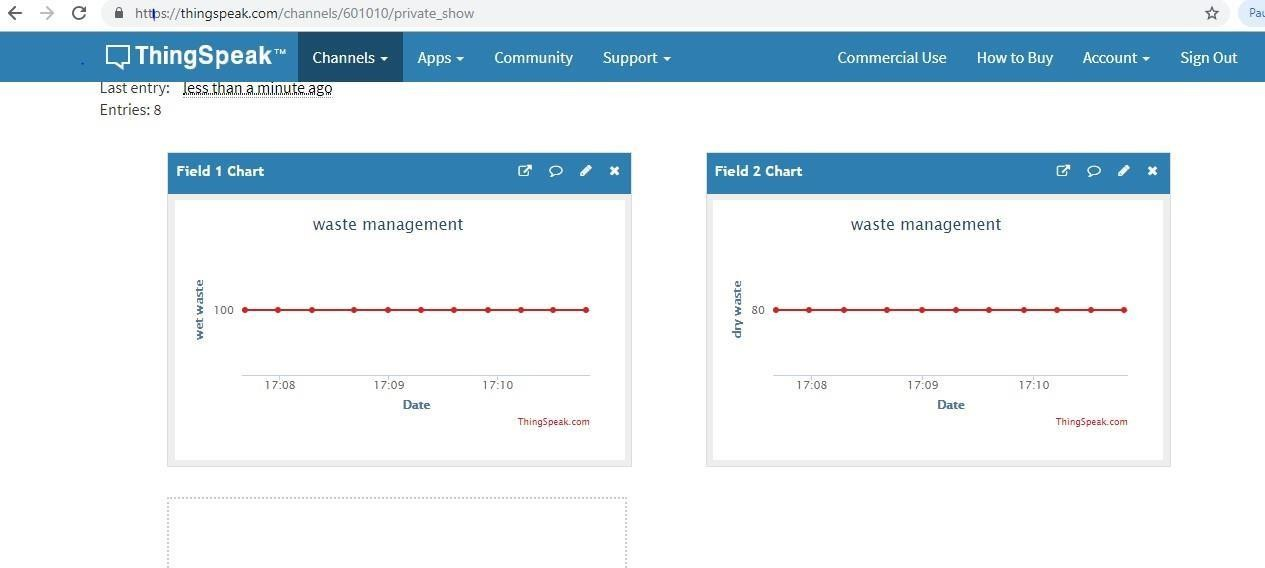 https://thingspeak.com/channels/601010/private_show
ThingSpeak™ Channels Apps Community Support Commercial Use How to Buy Account Sign Out
Last entry: less than a minute ago
Entries: 8
Field 1 Chart
waste management
wet waste
100
17:08 17:09 17:10
Date
ThingSpeak.com
Field 2 Chart
waste management
dry waste
80
17:08 17:09 17:10
Date
ThingSpeak.com